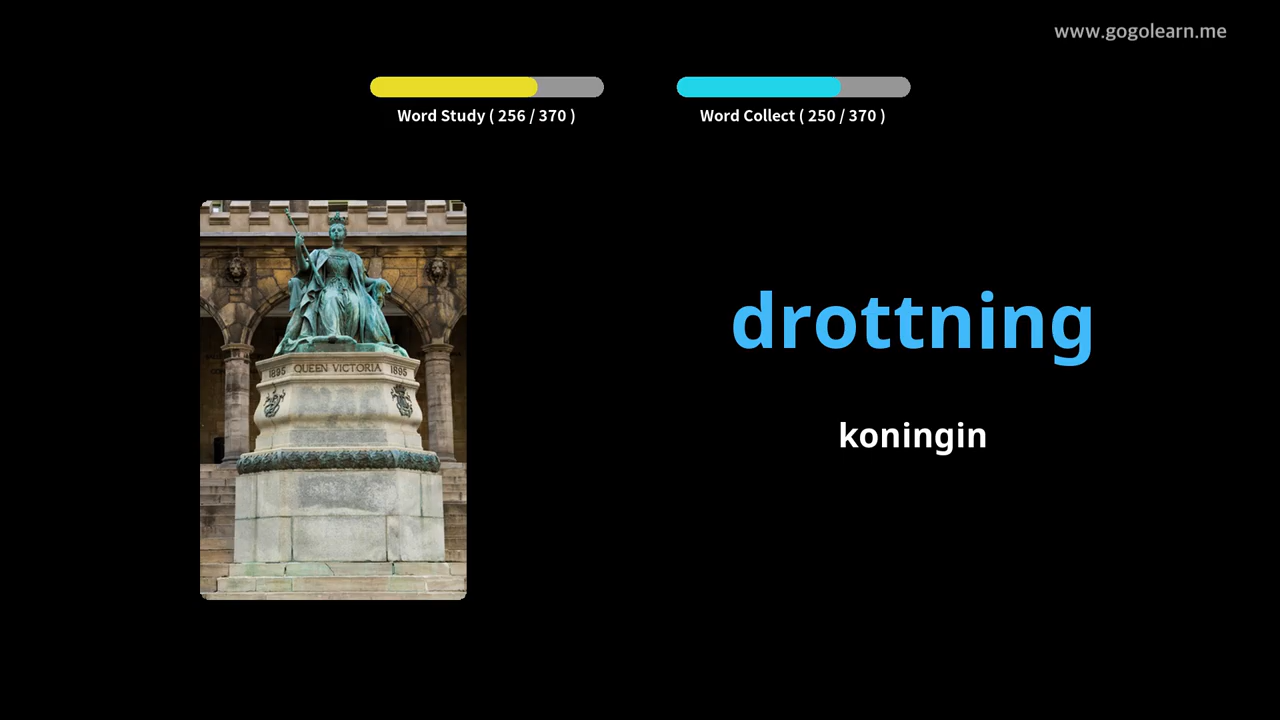 www.gogolearn.me
Word Study ( 256 / 370 )
Word Collect ( 250 / 370 )
1895 QUEEN VICTORIA 1895
drottning
koningin